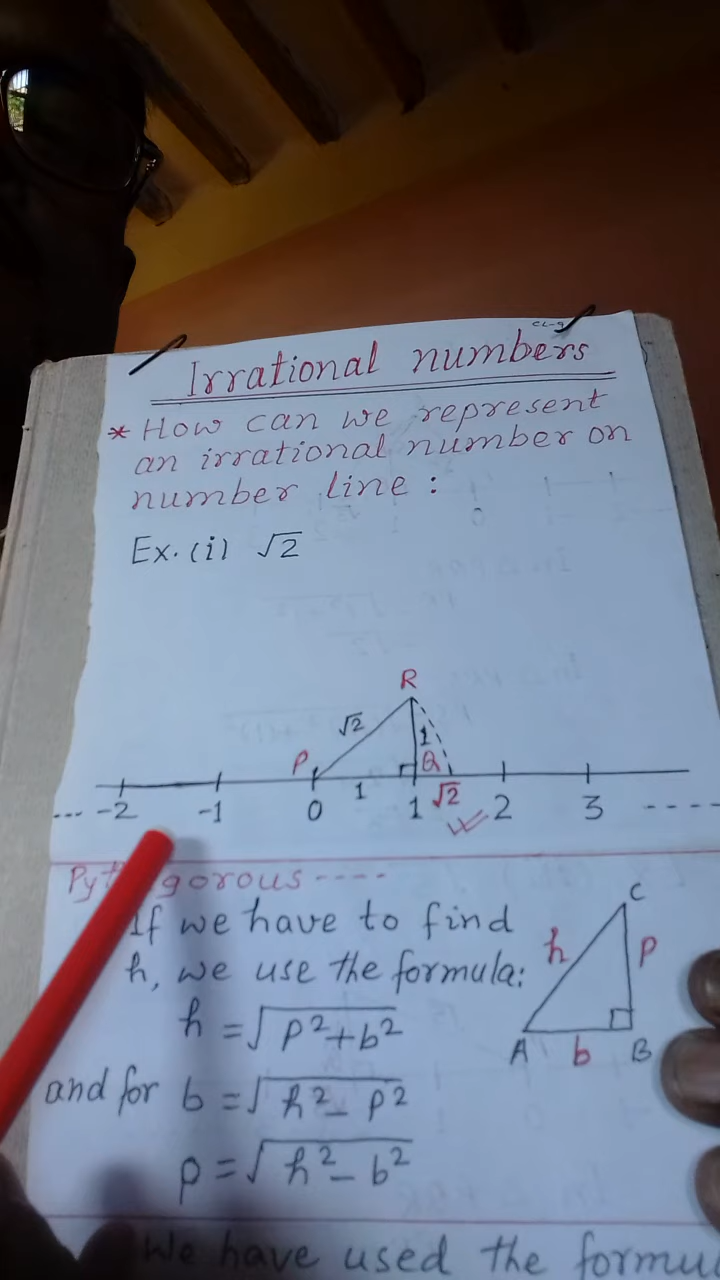 CL-9
Irrational numbers
* How can we represent
an irrational number on
number line :
Ex. (i) √2
R
√2
1
P
Q
1
--- -2 -1 0 1 √2 2 3 ----
If we have to find
h, we use the formula:
h = √p²+b²
and for b = √h²-p²
p = √h²-b²
C
h
p
A b B
We have used the